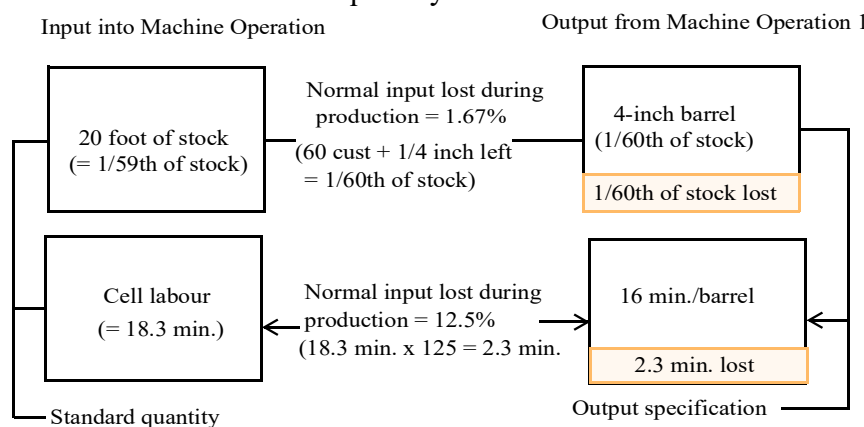 Input into Machine Operation
Output from Machine Operation 1
20 foot of stock
(= 1/59th of stock)
Normal input lost during
production = 1.67%
(60 cust + 1/4 inch left
= 1/60th of stock)
4-inch barrel
(1/60th of stock)
1/60th of stock lost
Cell labour
(= 18.3 min.)
Normal input lost during
production = 12.5%
(18.3 min. x 125 = 2.3 min.
16 min./barrel
2.3 min. lost
Standard quantity
Output specification